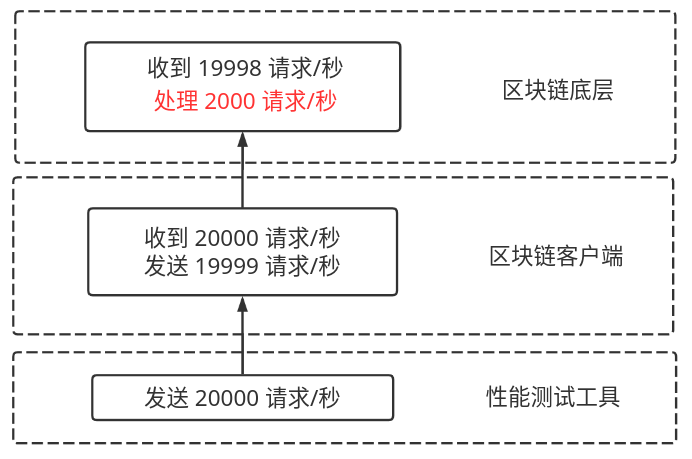 收到 19998 请求/秒
处理 2000 请求/秒
区块链底层
收到 20000 请求/秒
发送 19999 请求/秒
区块链客户端
发送 20000 请求/秒
性能测试工具